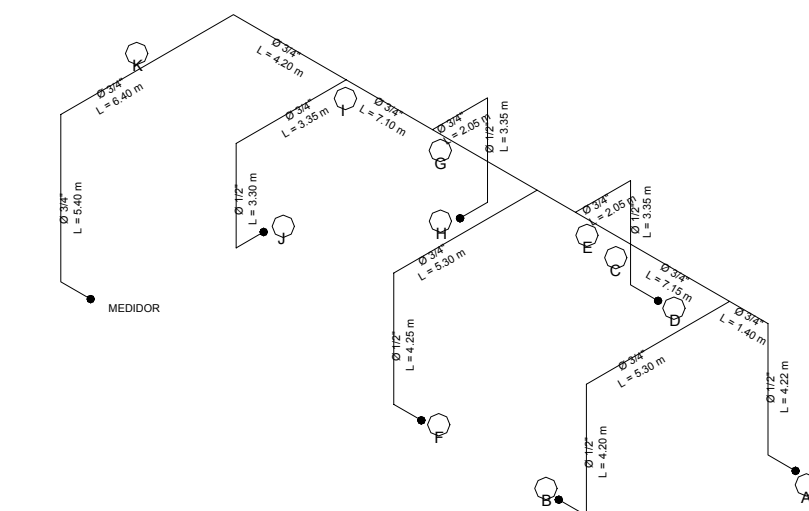 K
Ø 3/4"
L = 6.40 m
Ø 3/4"
L = 4.20 m
Ø 3/4"
L = 3.35 m
I
Ø 3/4"
L = 7.10 m
Ø 3/4"
L = 2.05 m
G
Ø 1/2"
L = 3.35 m
Ø 3/4"
L = 5.40 m
MEDIDOR
Ø 1/2"
L = 3.30 m
J
H
Ø 3/4"
L = 5.30 m
Ø 3/4"
L = 2.05 m
Ø 1/2"
L = 3.35 m
E
C
Ø 3/4"
L = 7.15 m
D
Ø 3/4"
L = 1.40 m
Ø 1/2"
L = 4.25 m
F
Ø 3/4"
L = 5.30 m
Ø 1/2"
L = 4.22 m
Ø 1/2"
L = 4.20 m
B
A